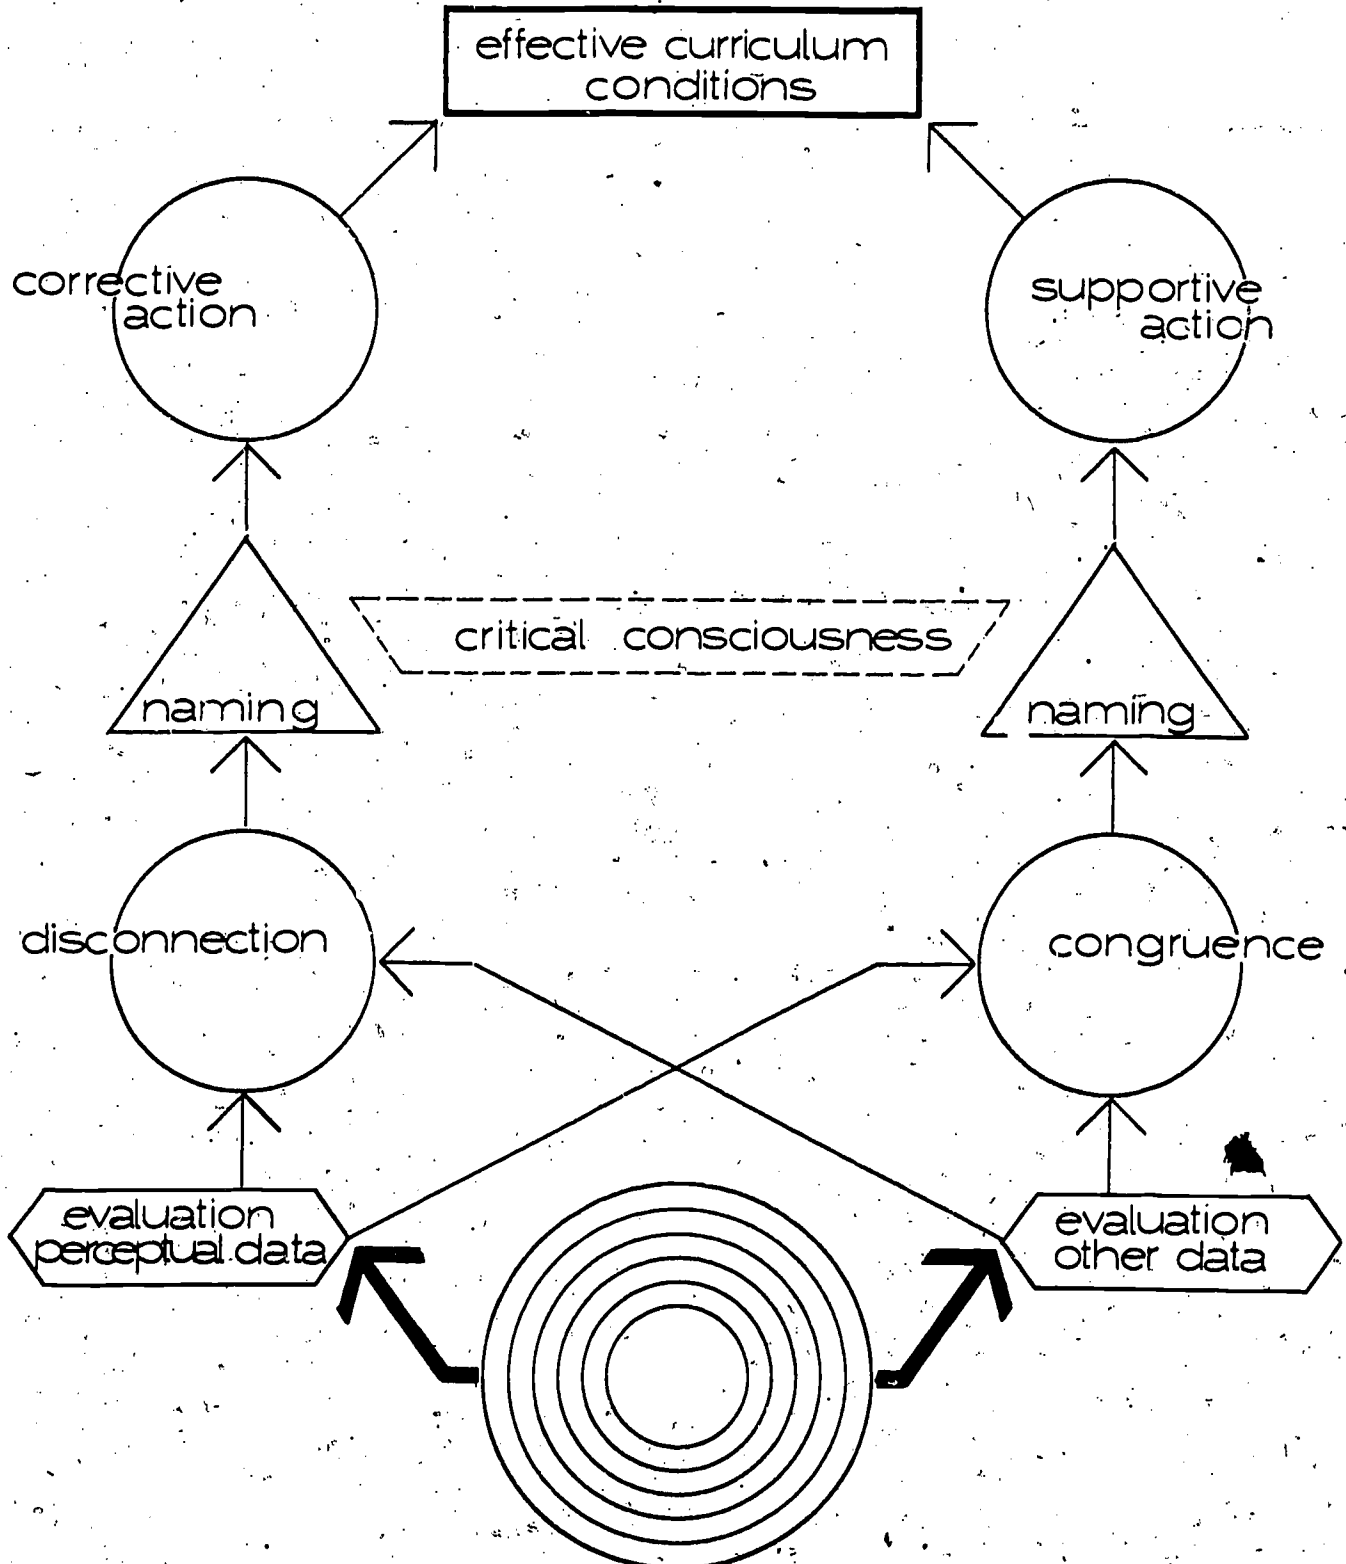 effective curriculum
conditions
corrective
action
supportive
action
critical consciousness
naming
naming
disconnection
congruence
evaluation
perceptual data
evaluation
other data